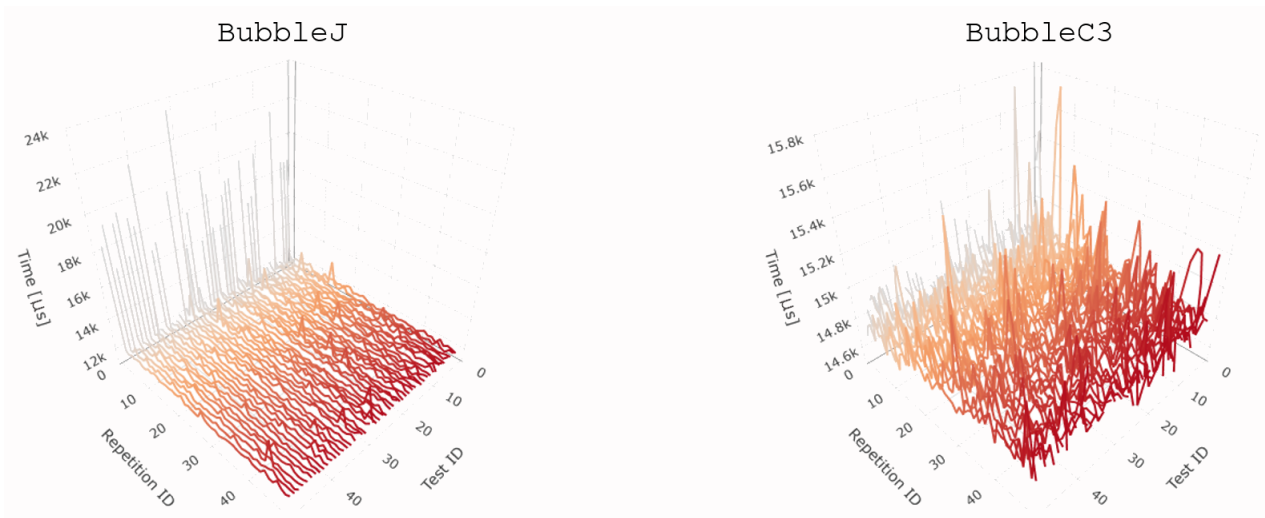 BubbleJ
24k
22k
20k
18k
16k
14k
12k
Time [μs]
0
10
20
30
40
Repetition ID
0
10
20
30
40
Test ID
BubbleC3
15.8k
15.6k
15.4k
15.2k
15k
14.8k
14.6k
Time [μs]
0
10
20
30
40
Repetition ID
0
10
20
30
40
Test ID